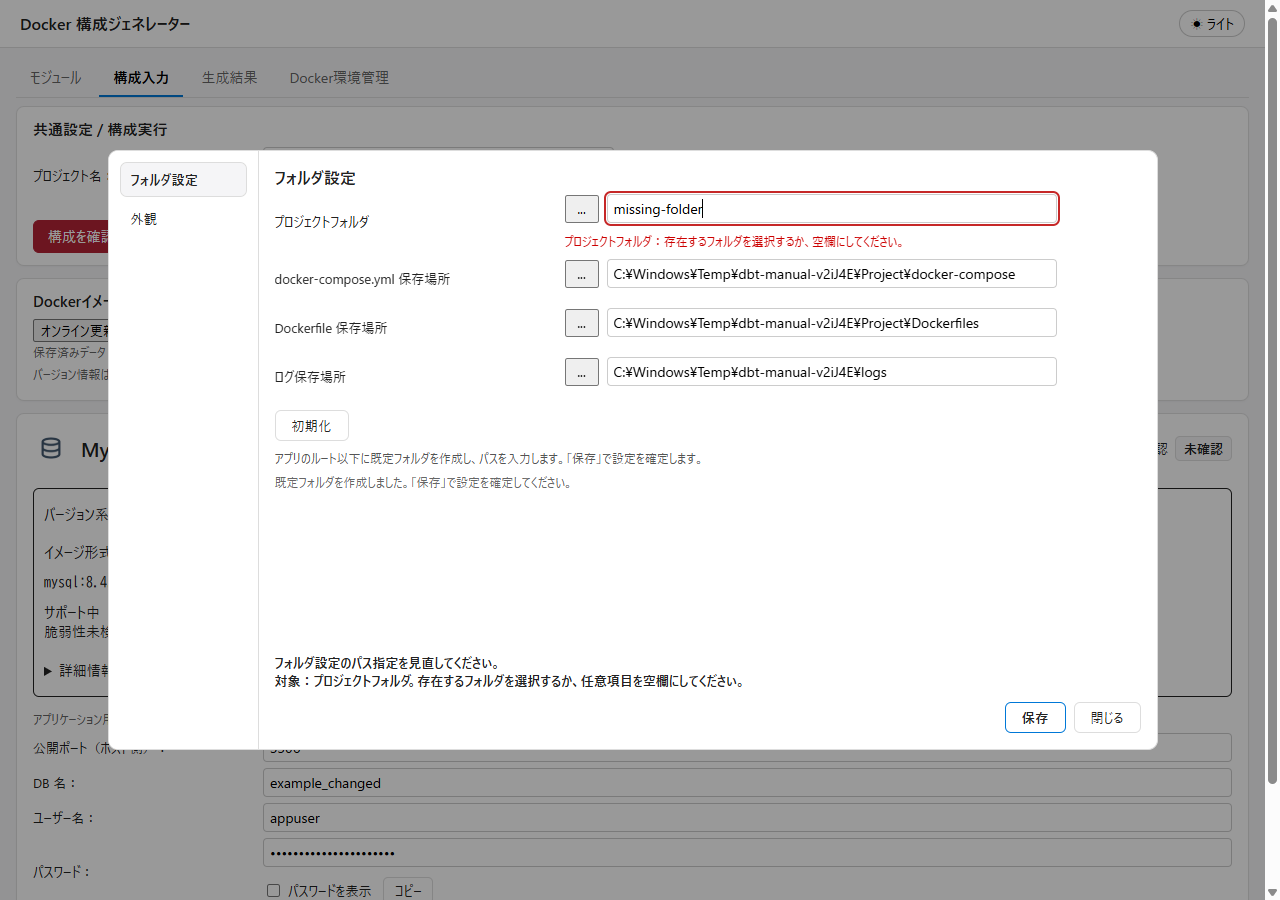 Docker 構成ジェネレーター
ライト
モジュール 構成入力 生成結果 Docker環境管理
共通設定 / 構成実行
プロジェクト名：
構成を確認
フォルダ設定
外観
フォルダ設定
プロジェクトフォルダ
... missing-folder
プロジェクトフォルダ：存在するフォルダを選択するか、空欄にしてください。
docker-compose.yml 保存場所
... C:¥Windows¥Temp¥dbt-manual-v2iJ4E¥Project¥docker-compose
Dockerfile 保存場所
... C:¥Windows¥Temp¥dbt-manual-v2iJ4E¥Project¥Dockerfiles
ログ保存場所
... C:¥Windows¥Temp¥dbt-manual-v2iJ4E¥logs
初期化
アプリのルート以下に既定フォルダを作成し、パスを入力します。「保存」で設定を確定します。
既定フォルダを作成しました。「保存」で設定を確定してください。
フォルダ設定のパス指定を見直してください。
対象：プロジェクトフォルダ。存在するフォルダを選択するか、任意項目を空欄にしてください。
保存 閉じる
Dockerイメー
オンライン更新
保存済みデータ
バージョン情報は
My
認 未確認
バージョン系
イメージ形式
mysql:8.4
サポート中
脆弱性未検
▶ 詳細情報
アプリケーション用
公開ポート（ホスト側）：
DB 名： example_changed
ユーザー名： appuser
パスワード： ••••••••••••••••••••••
パスワードを表示 コピー